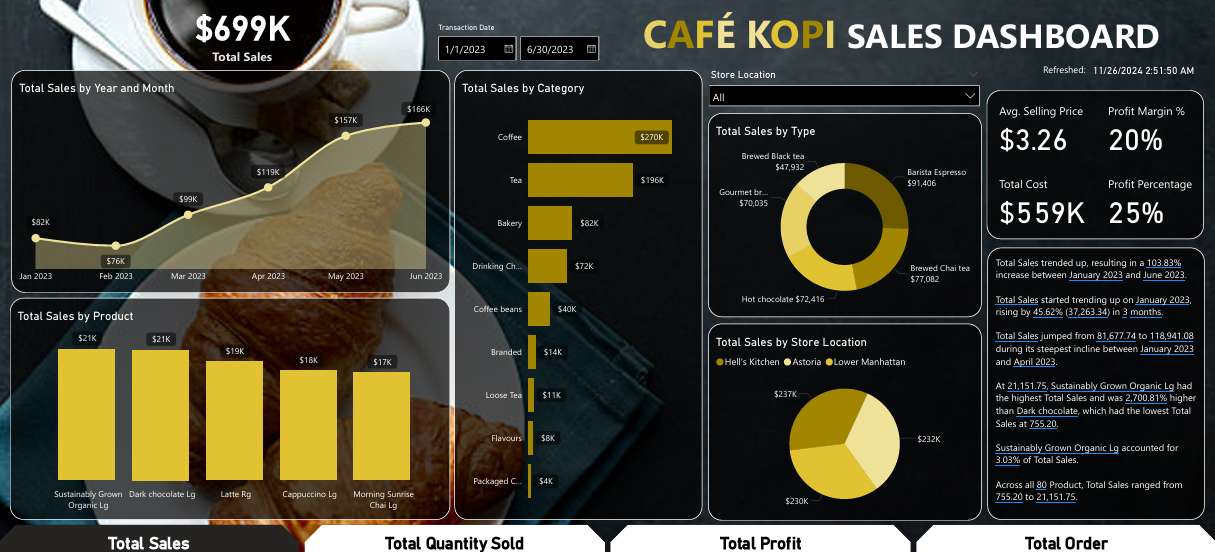 $699K
Total Sales
Transaction Date
1/1/2023
6/30/2023
CAFÉ KOPI SALES DASHBOARD
Refreshed: 11/26/2024 2:51:50 AM
Total Sales by Year and Month
$82K
$76K
$99K
$119K
$157K
$166K
Jan 2023
Feb 2023
Mar 2023
Apr 2023
May 2023
Jun 2023
Total Sales by Product
$21K
$21K
$19K
$18K
$17K
Sustainably Grown
Organic Lg
Dark chocolate Lg
Latte Rg
Cappuccino Lg
Morning Sunrise
Chai Lg
Total Sales by Category
Coffee $270K
Tea $196K
Bakery $82K
Drinking Ch... $72K
Coffee beans $40K
Branded $14K
Loose Tea $11K
Flavours $8K
Packaged C... $4K
Store Location
All
Total Sales by Type
Brewed Black tea
$47,932
Barista Espresso
$91,406
Gourmet br...
$70,035
Brewed Chai tea
$77,082
Hot chocolate $72,416
Total Sales by Store Location
Hell's Kitchen Astoria Lower Manhattan
$237K
$232K
$230K
Avg. Selling Price
$3.26
Profit Margin %
20%
Total Cost
$559K
Profit Percentage
25%
Total Sales trended up, resulting in a 103.83%
increase between January 2023 and June 2023.
Total Sales started trending up on January 2023,
rising by 45.62% (37,263.34) in 3 months.
Total Sales jumped from 81,677.74 to 118,941.08
during its steepest incline between January 2023
and April 2023.
At 21,151.75, Sustainably Grown Organic Lg had
the highest Total Sales and was 2,700.81% higher
than Dark chocolate, which had the lowest Total
Sales at 755.20.
Sustainably Grown Organic Lg accounted for
3.03% of Total Sales.
Across all 80 Product, Total Sales ranged from
755.20 to 21,151.75.
Total Sales
Total Quantity Sold
Total Profit
Total Order